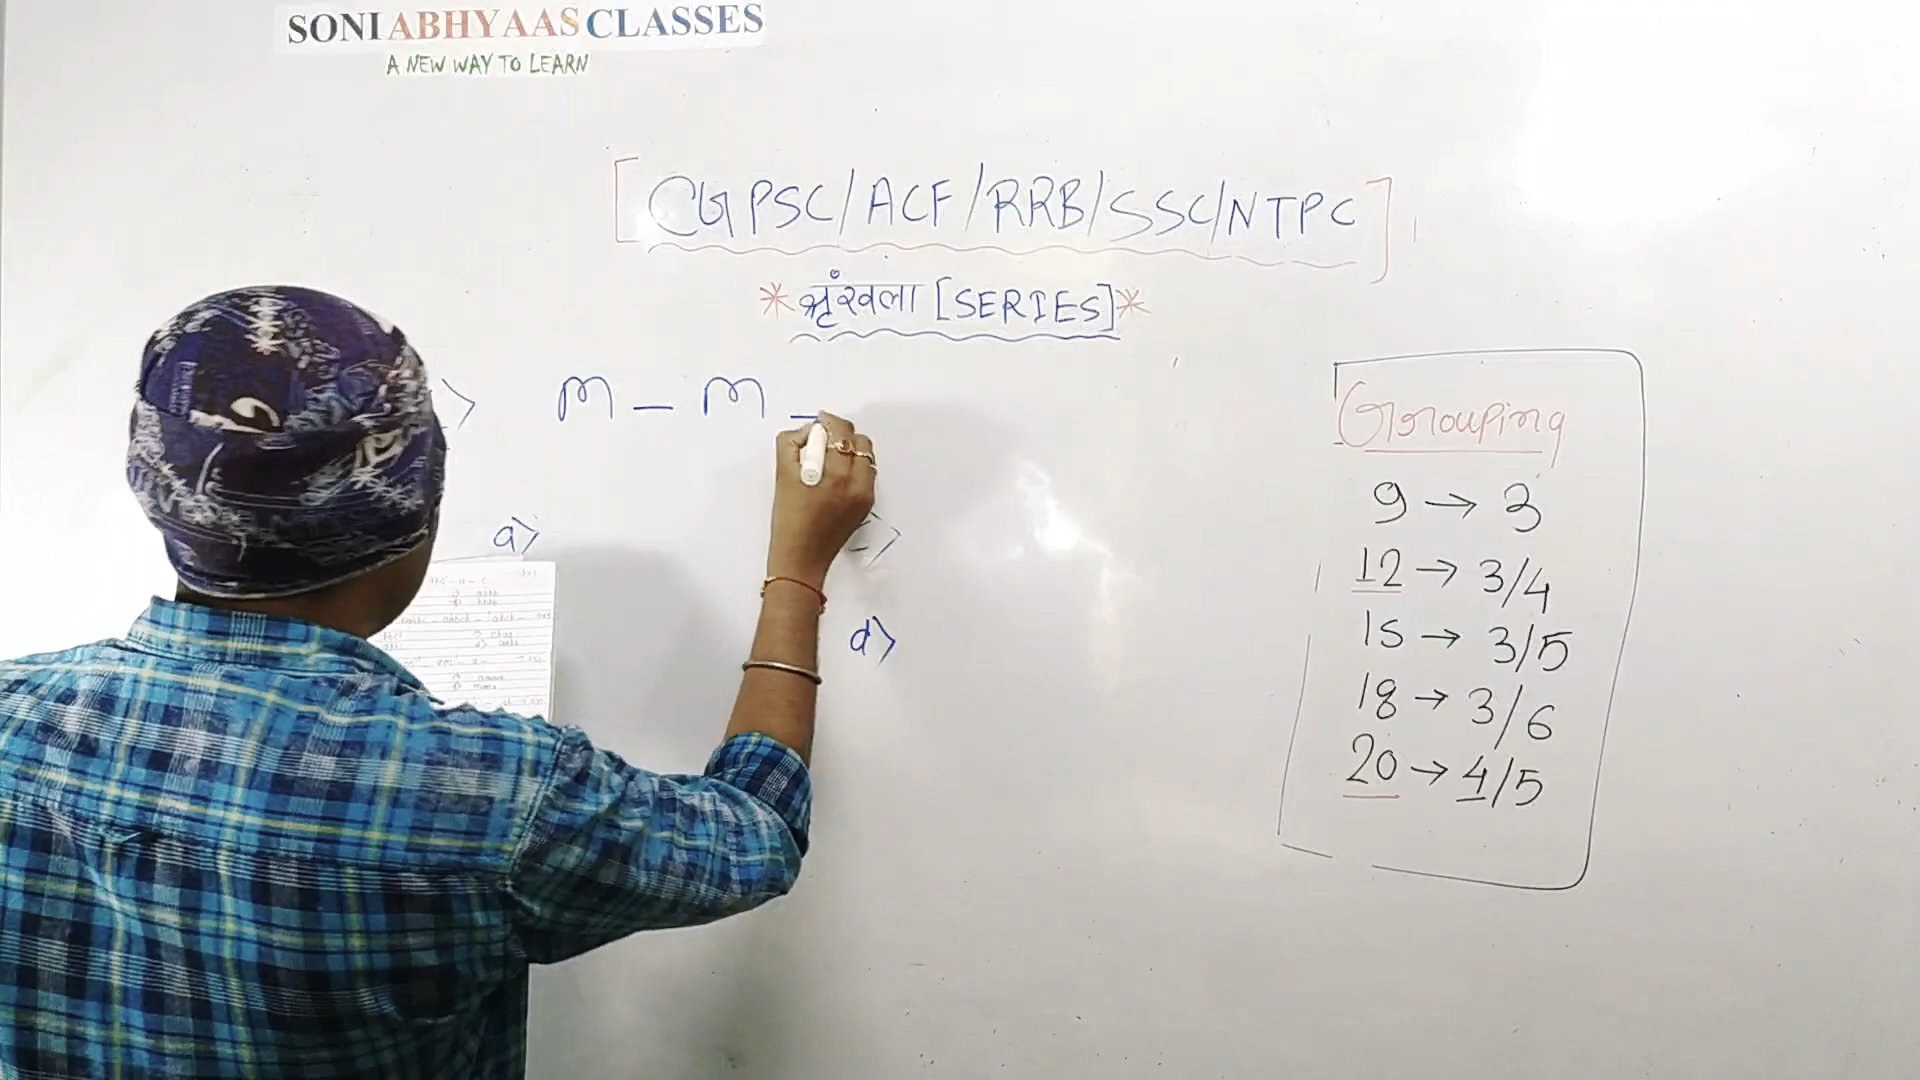 SONI ABHYAAS CLASSES
A NEW WAY TO LEARN
[CGPSC/ACF/RRB/SSC/NTPC]
*श्रृंखला [SERIES]*
> m _ m _
a>
d>
Grouping
9 → 3
12 → 3/4
15 → 3/5
18 → 3/6
20 → 4/5